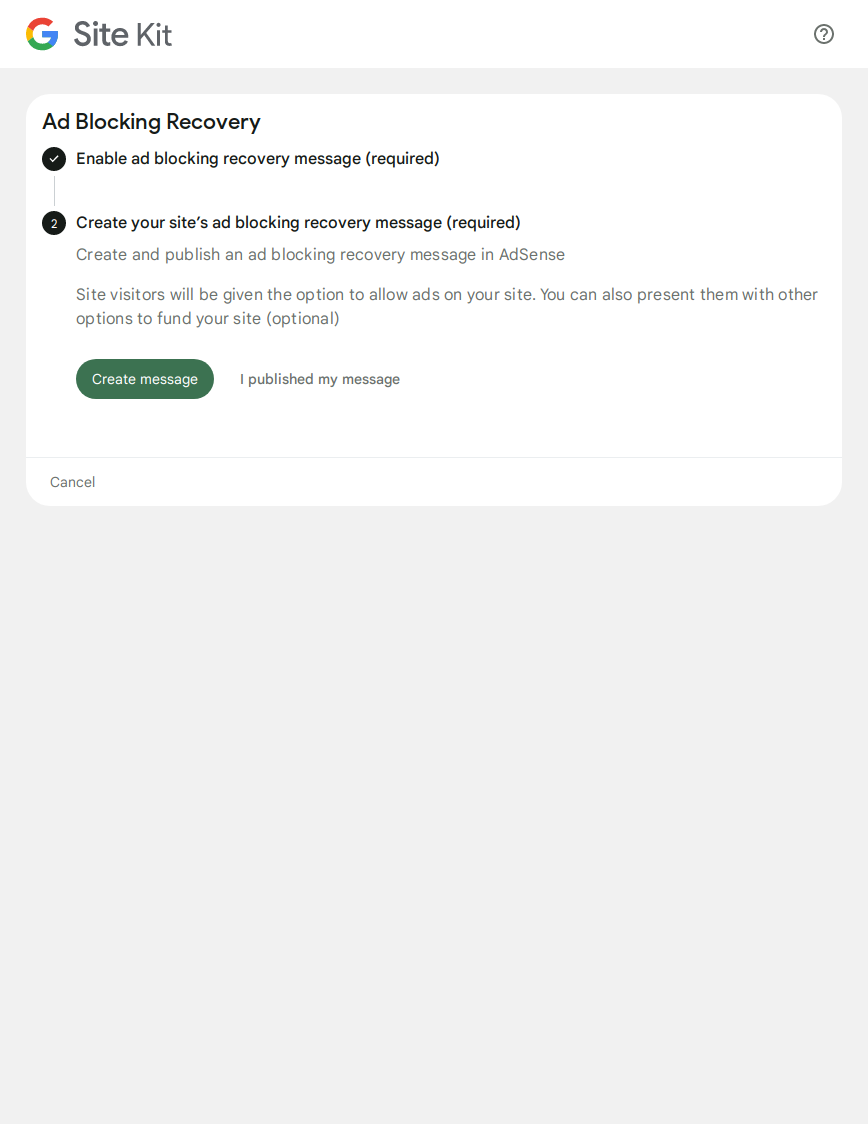 Site Kit
Ad Blocking Recovery
Enable ad blocking recovery message (required)
2
Create your site’s ad blocking recovery message (required)
Create and publish an ad blocking recovery message in AdSense
Site visitors will be given the option to allow ads on your site. You can also present them with other
options to fund your site (optional)
Create message
I published my message
Cancel